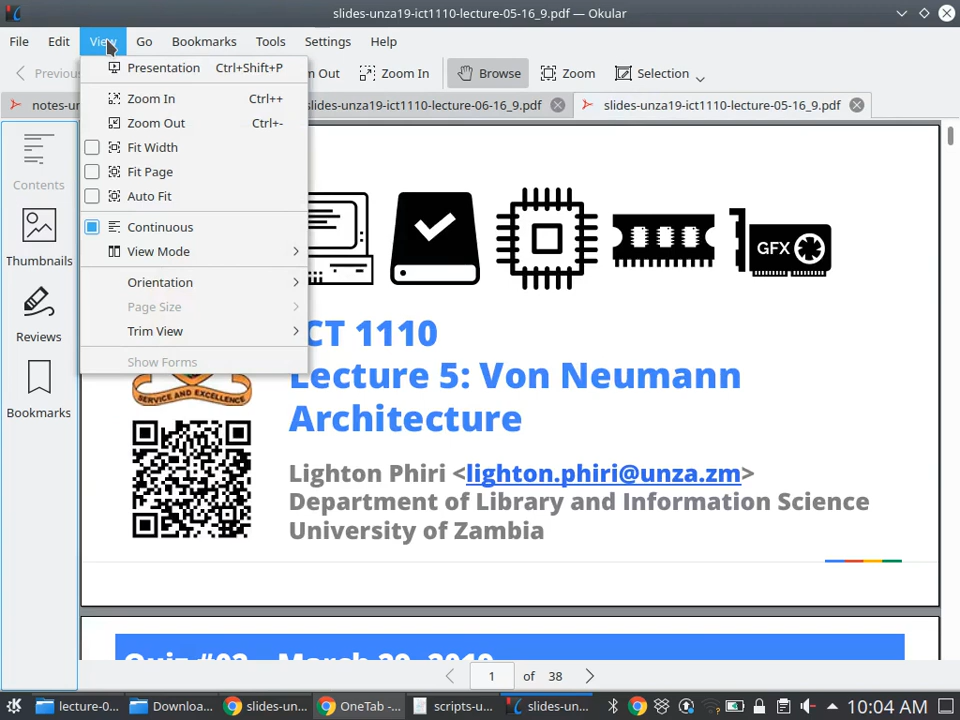 slides-unza19-ict1110-lecture-05-16_9.pdf — Okular
File Edit View Go Bookmarks Tools Settings Help
Previous Out Zoom In Browse Zoom Selection
notes-un slides-unza19-ict1110-lecture-06-16_9.pdf slides-unza19-ict1110-lecture-05-16_9.pdf
Presentation Ctrl+Shift+P
Zoom In Ctrl++
Zoom Out Ctrl+-
Fit Width
Fit Page
Auto Fit
Continuous
View Mode
Orientation
Page Size
Trim View
Show Forms
Contents
Thumbnails
Reviews
Bookmarks
GFX
SERVICE AND EXCELLENCE
ICT 1110
Lecture 5: Von Neumann
Architecture
Lighton Phiri <lighton.phiri@unza.zm>
Department of Library and Information Science
University of Zambia
1 of 38
lecture-0... Downloa... slides-un... OneTab -... scripts-u... slides-un... 10:04 AM